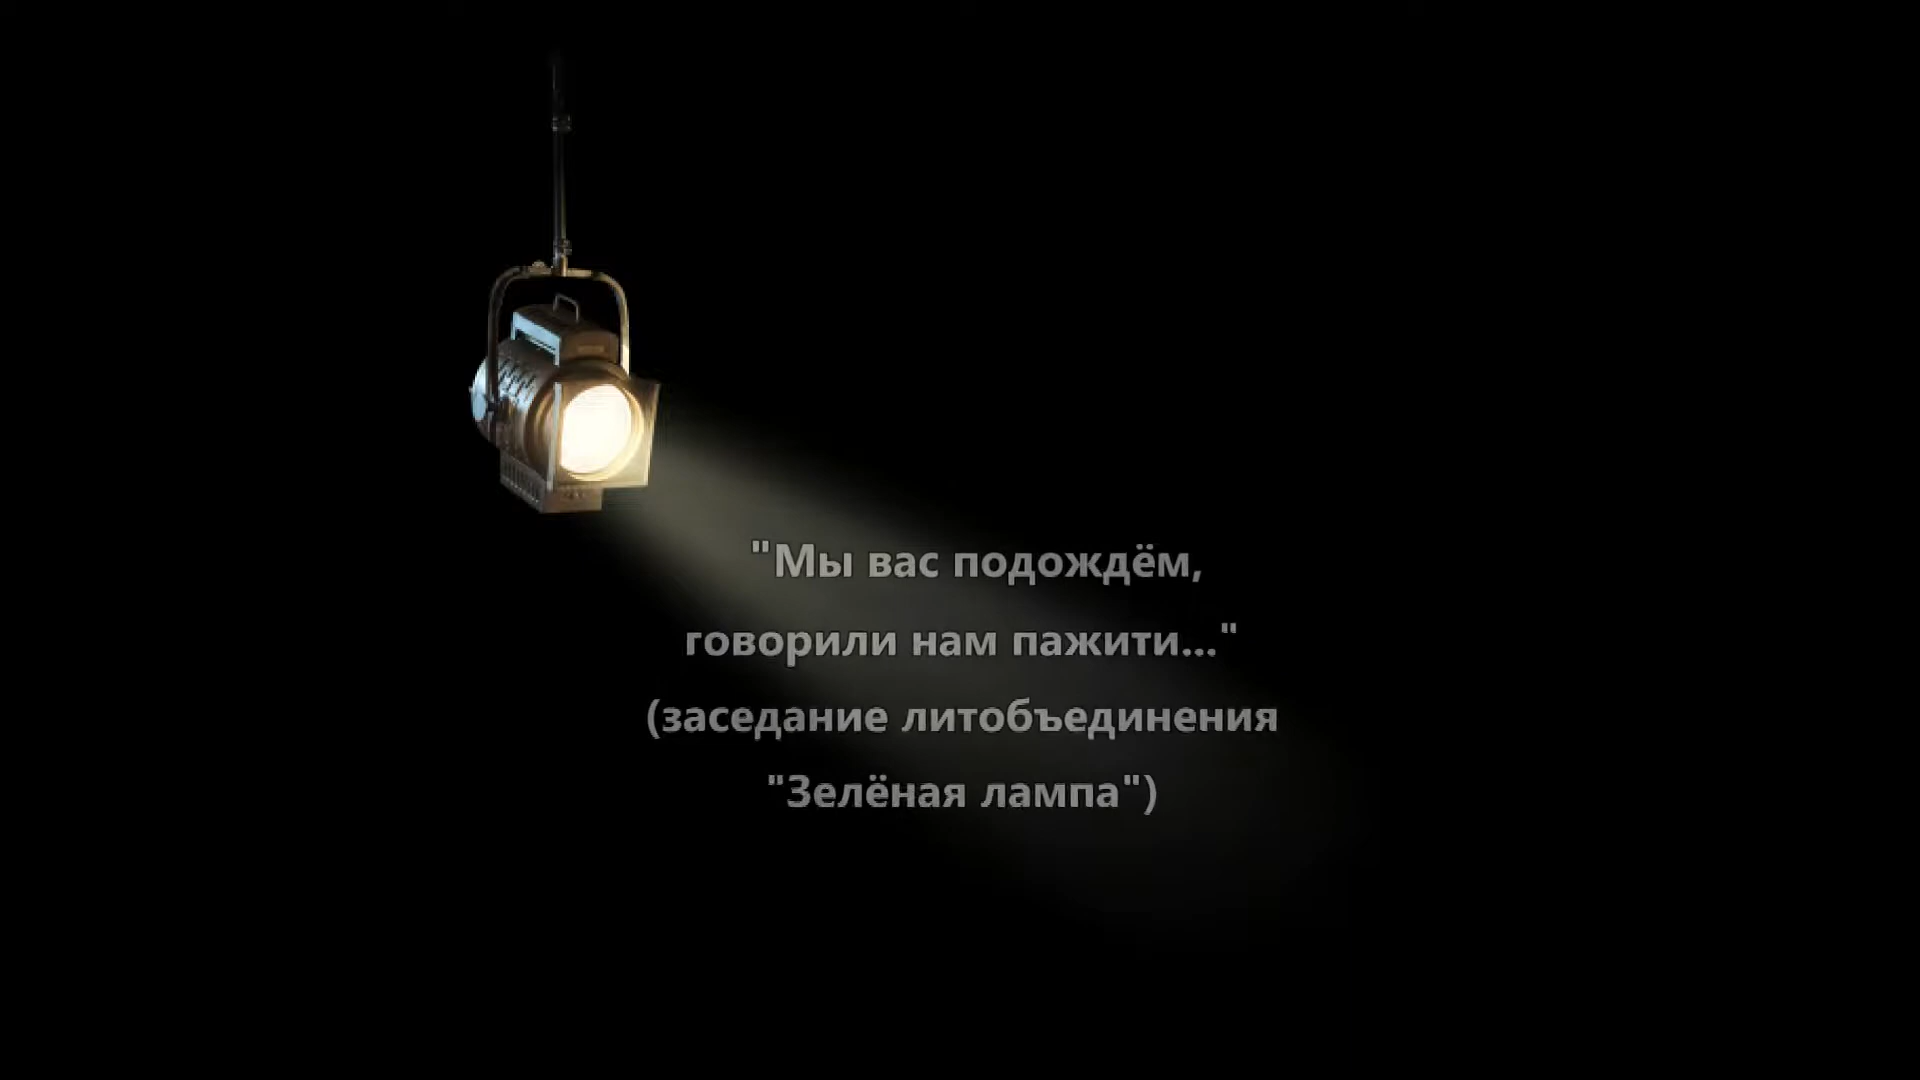 "Мы вас подождём,
говорили нам пажити..."
(заседание литобъединения
"Зелёная лампа")